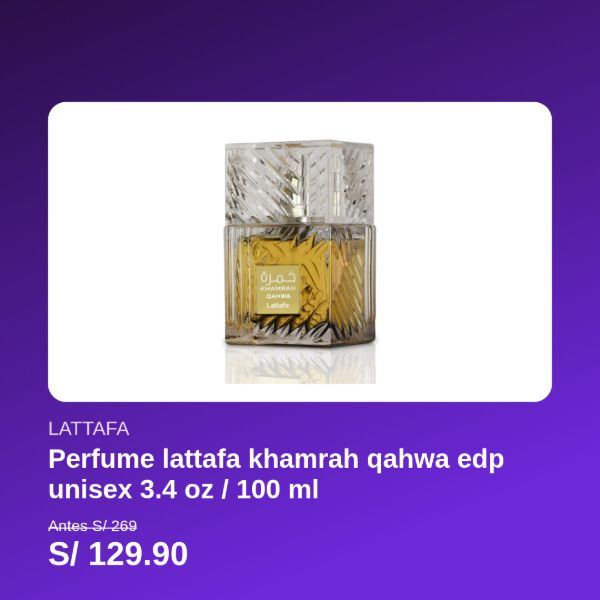 خمرة
KHAMRAH
QAHWA
Lattafa
LATTAFA
Perfume lattafa khamrah qahwa edp
unisex 3.4 oz / 100 ml
Antes S/ 269
S/ 129.90